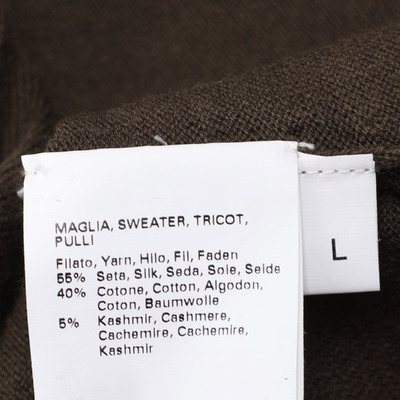 MAGLIA, SWEATER, TRICOT,
PULLI
Filato, Yarn, Hilo, Fil, Faden
55% Seta, Silk, Seda, Soie, Seide
40% Cotone, Cotton, Algodon,
Coton, Baumwolle
5% Kashmir, Cashmere,
Cachemire, Cachemire,
Kashmir
L